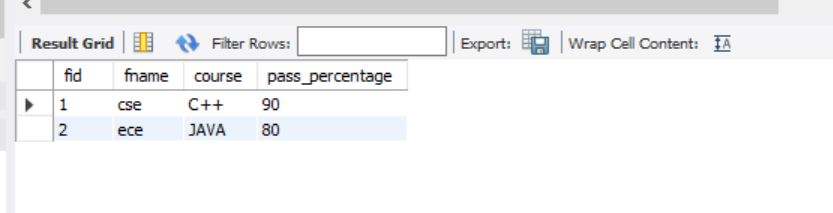 Result Grid Filter Rows: Export: Wrap Cell Content:
fid fname course pass_percentage
1 cse C++ 90
2 ece JAVA 80